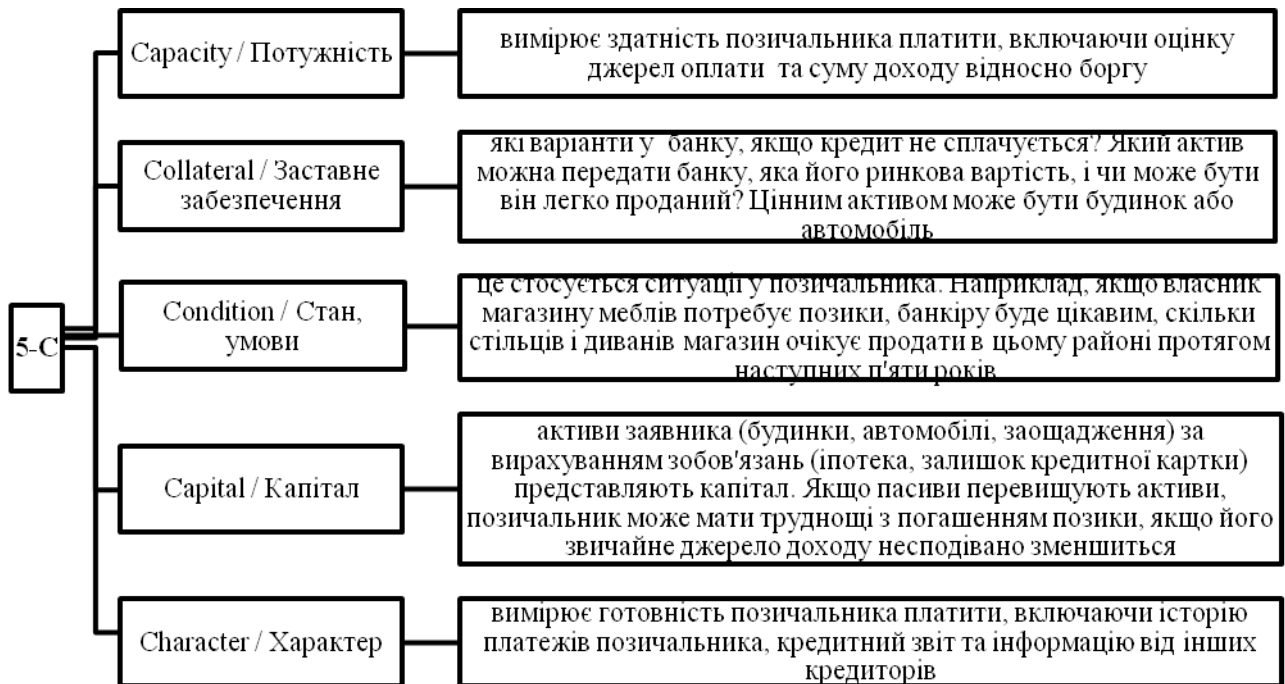 5-C
Capacity / Потужність
вимірює здатність позичальника платити, включаючи оцінку
джерел оплати та суму доходу відносно боргу
Collateral / Заставне
забезпечення
які варіанти у банку, якщо кредит не сплачується? Який актив
можна передати банку, яка його ринкова вартість, і чи може бути
він легко проданий? Цінним активом може бути будинок або
автомобіль
Condition / Стан,
умови
це стосується ситуації у позичальника. Наприклад, якщо власник
магазину меблів потребує позики, банкіру буде цікавим, скільки
стільців і диванів магазин очікує продати в цьому районі протягом
наступних п'яти років
Capital / Капітал
активи заявника (будинки, автомобілі, заощадження) за
вирахуванням зобов'язань (іпотека, залишок кредитної картки)
представляють капітал. Якщо пасиви перевищують активи,
позичальник може мати труднощі з погашенням позики, якщо його
звичайне джерело доходу несподівано зменшиться
Character / Характер
вимірює готовність позичальника платити, включаючи історію
платежів позичальника, кредитний звіт та інформацію від інших
кредиторів